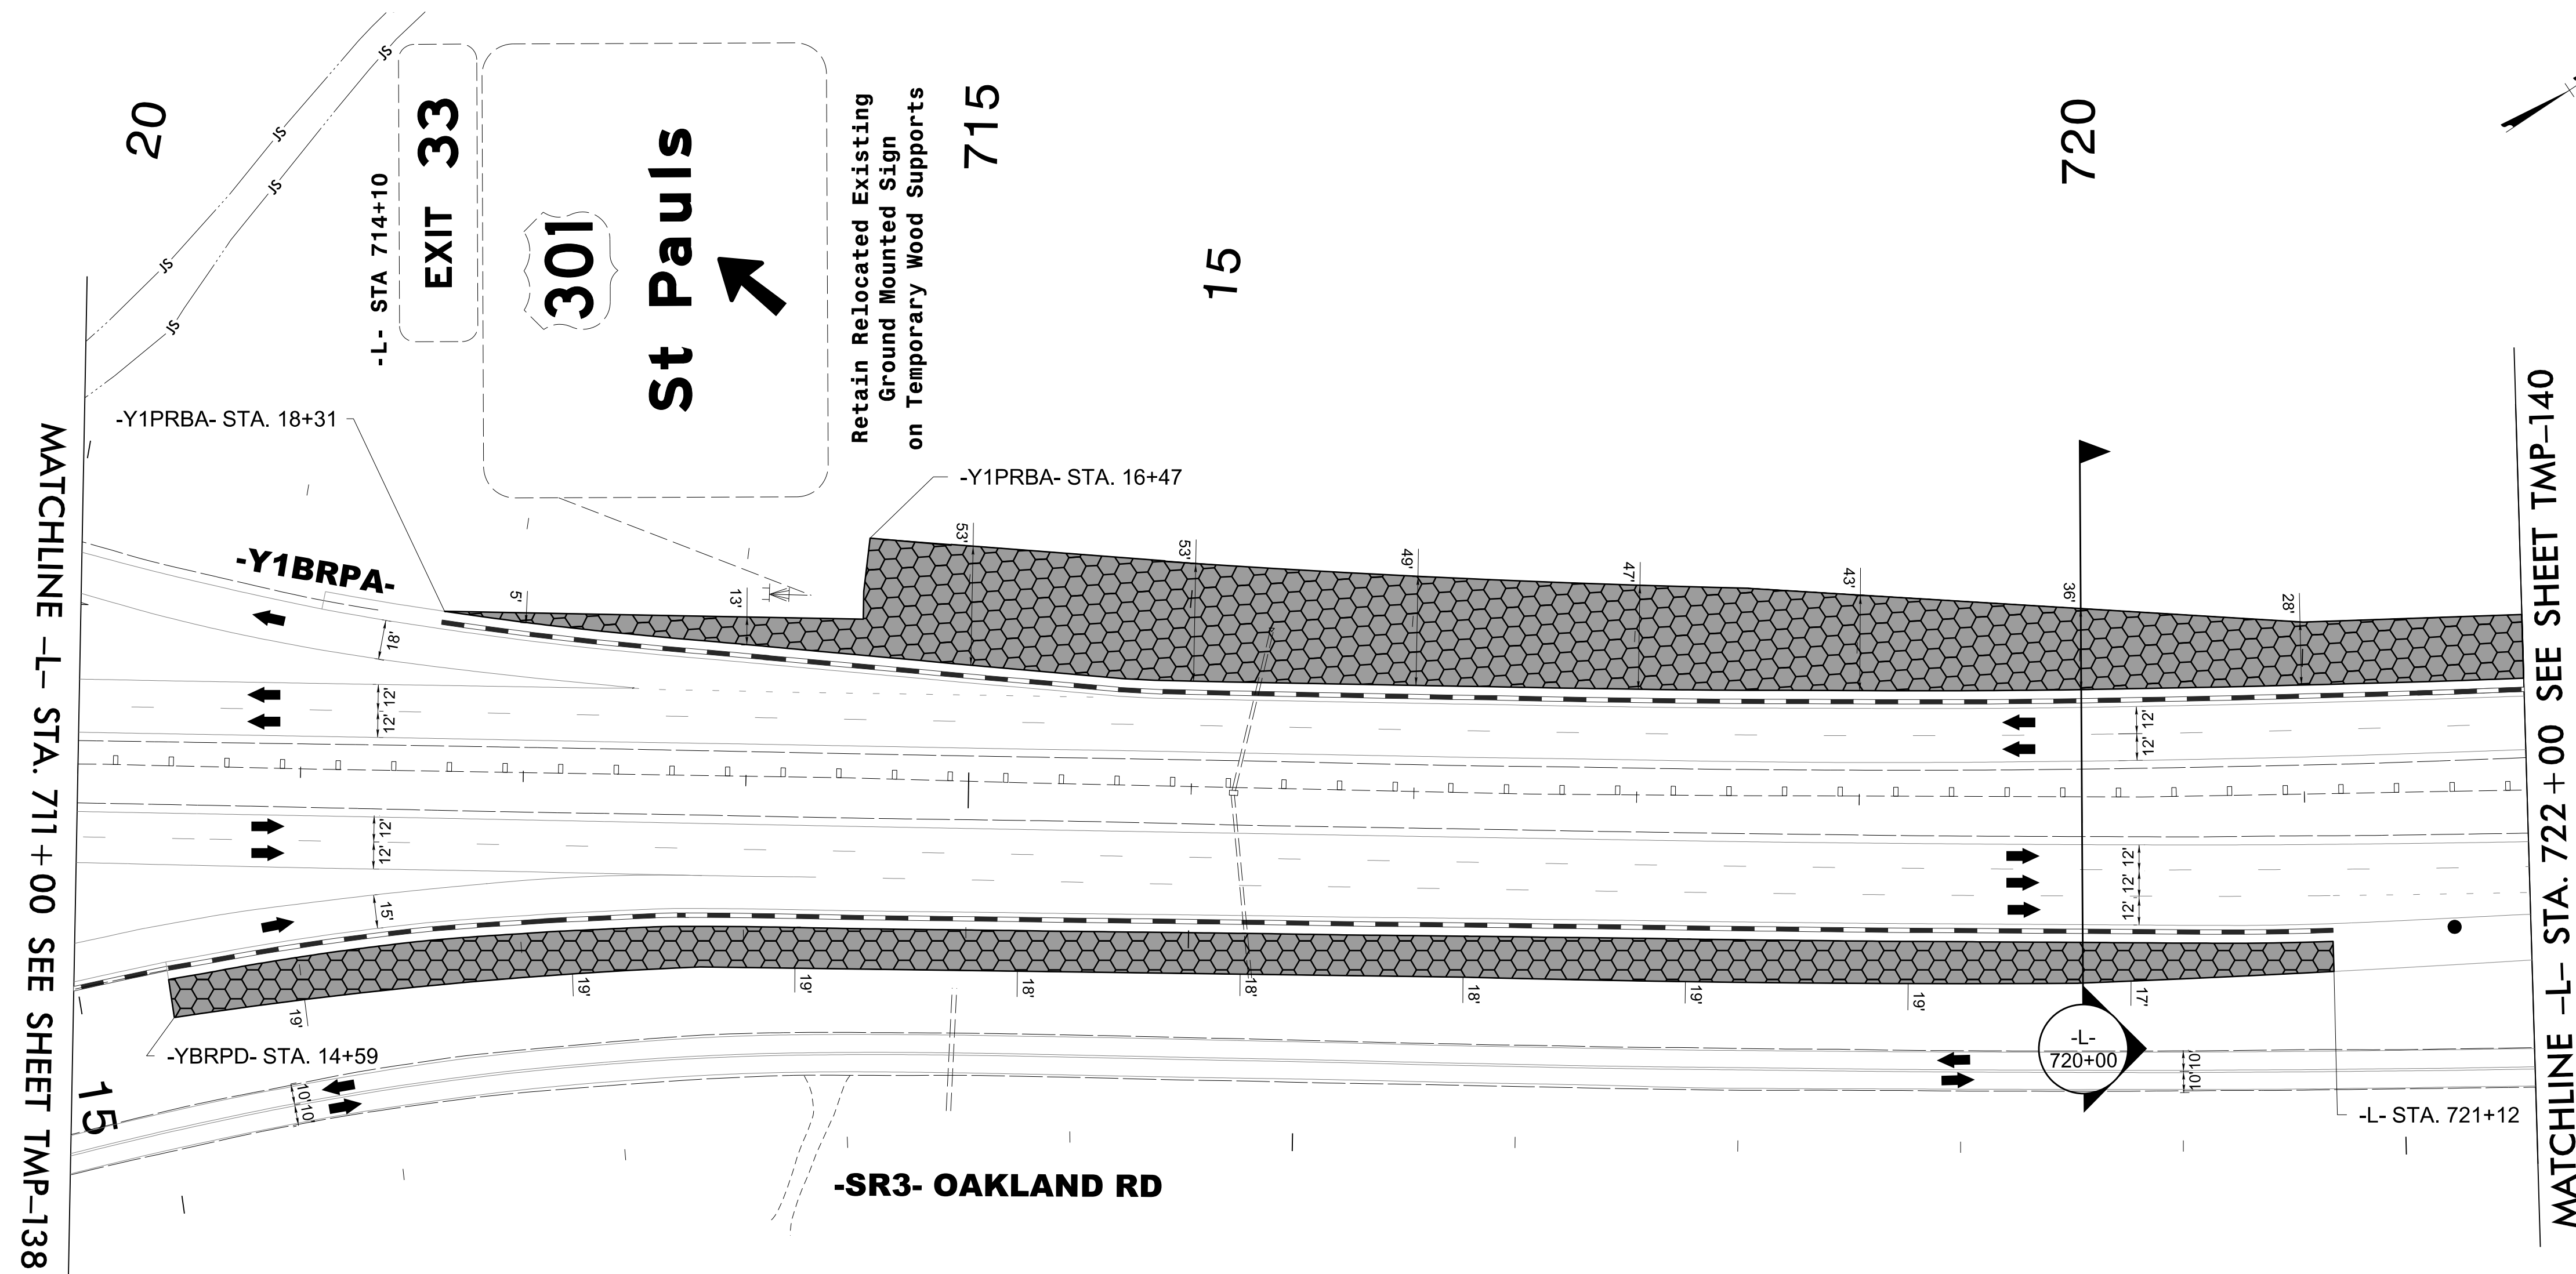 20
JS
JS
JS
JS
-L- STA 714+10
EXIT 33
301
St Pauls
Retain Relocated Existing
Ground Mounted Sign
on Temporary Wood Supports
715
15
720
MATCHLINE -L- STA. 711+00 SEE SHEET TMP-138
MATCHLINE -L- STA. 722+00 SEE SHEET TMP-140
-Y1PRBA- STA. 18+31
-Y1PRBA- STA. 16+47
-Y1BRPA-
5'
13'
53'
53'
49'
47'
43'
36'
28'
18'
12' 12'
12' 12'
12' 12'
12' 12' 12'
15'
19'
19'
19'
18'
18'
18'
19'
19'
17'
-YBRPD- STA. 14+59
15
10' 10'
10' 10'
-L-
720+00
-L- STA. 721+12
-SR3- OAKLAND RD